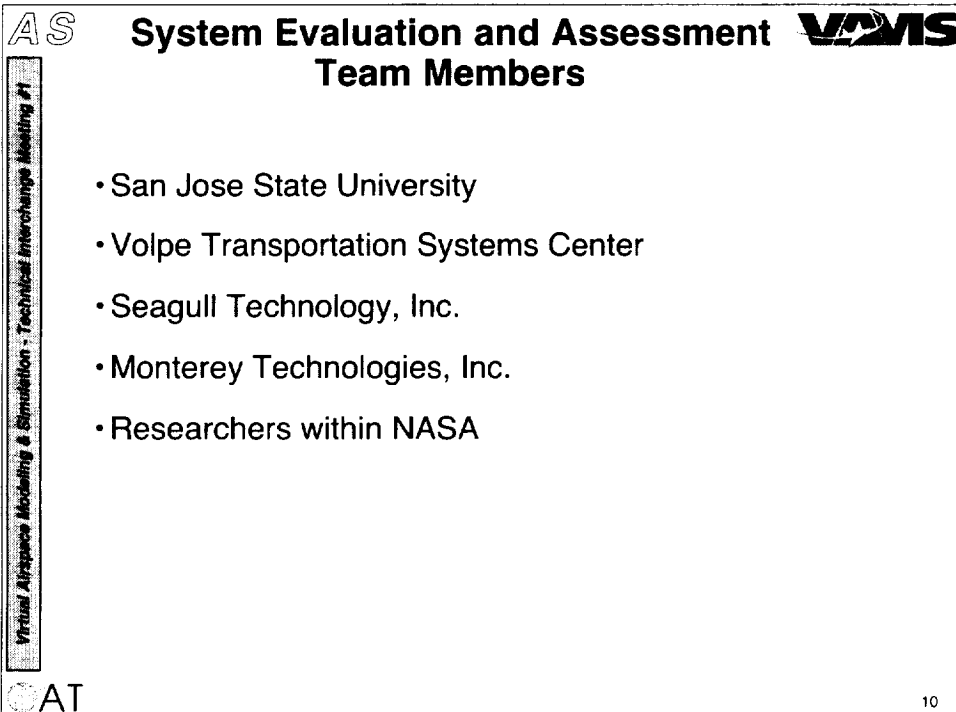 AS
System Evaluation and Assessment
Team Members
VAMS
Virtual Airspace Modeling & Simulation - Technical Interchange Meeting #1
• San Jose State University
• Volpe Transportation Systems Center
• Seagull Technology, Inc.
• Monterey Technologies, Inc.
• Researchers within NASA
AT
10